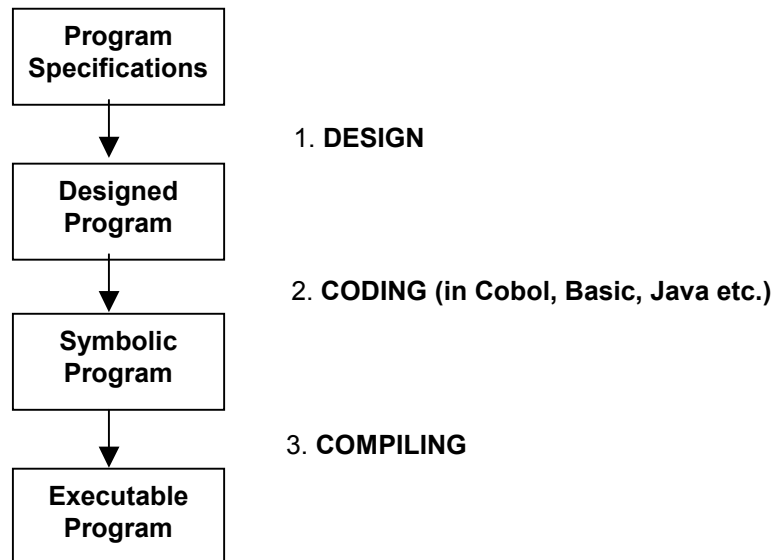 Program
Specifications
1. DESIGN
Designed
Program
2. CODING (in Cobol, Basic, Java etc.)
Symbolic
Program
3. COMPILING
Executable
Program